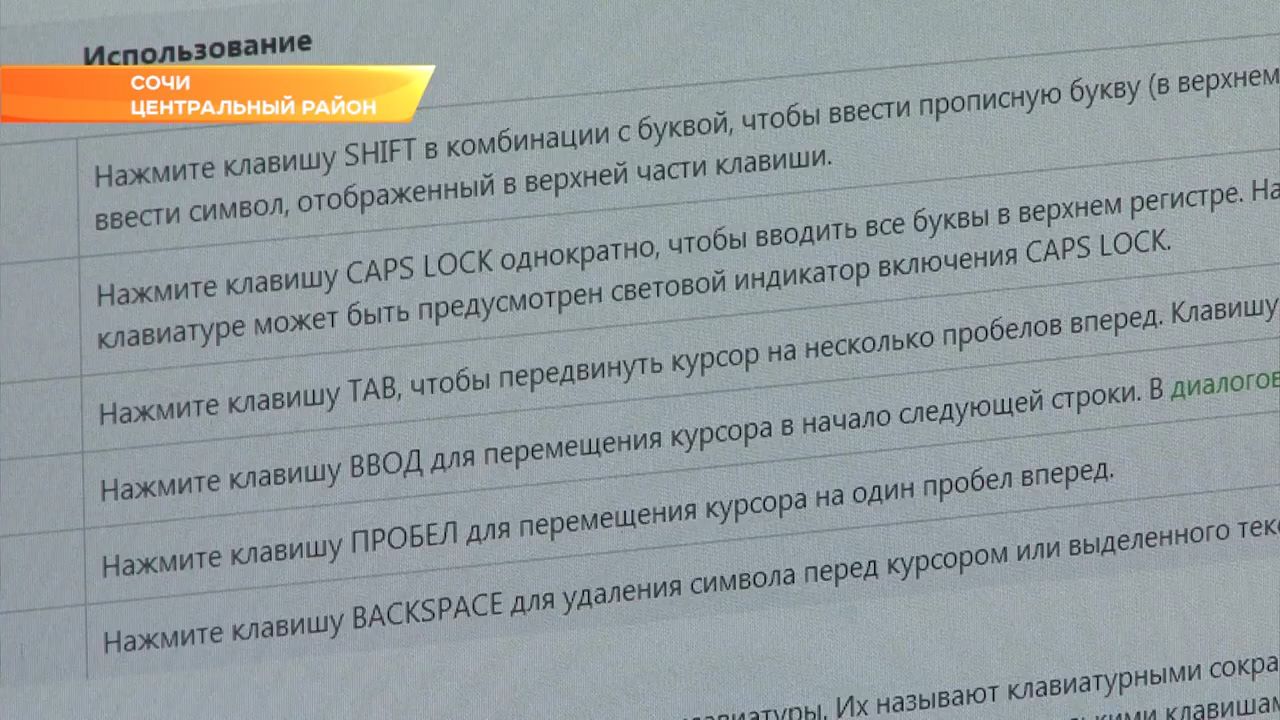 Использование
СОЧИ
ЦЕНТРАЛЬНЫЙ РАЙОН
Нажмите клавишу SHIFT в комбинации с буквой, чтобы ввести прописную букву (в верхнем
ввести символ, отображенный в верхней части клавиши.
Нажмите клавишу CAPS LOCK однократно, чтобы вводить все буквы в верхнем регистре. На
клавиатуре может быть предусмотрен световой индикатор включения CAPS LOCK.
Нажмите клавишу TAB, чтобы передвинуть курсор на несколько пробелов вперед. Клавишу
Нажмите клавишу ВВОД для перемещения курсора в начало следующей строки. В диалогов
Нажмите клавишу ПРОБЕЛ для перемещения курсора на один пробел вперед.
Нажмите клавишу BACKSPACE для удаления символа перед курсором или выделенного текс
Их называют клавиатурными сокра
клавишам